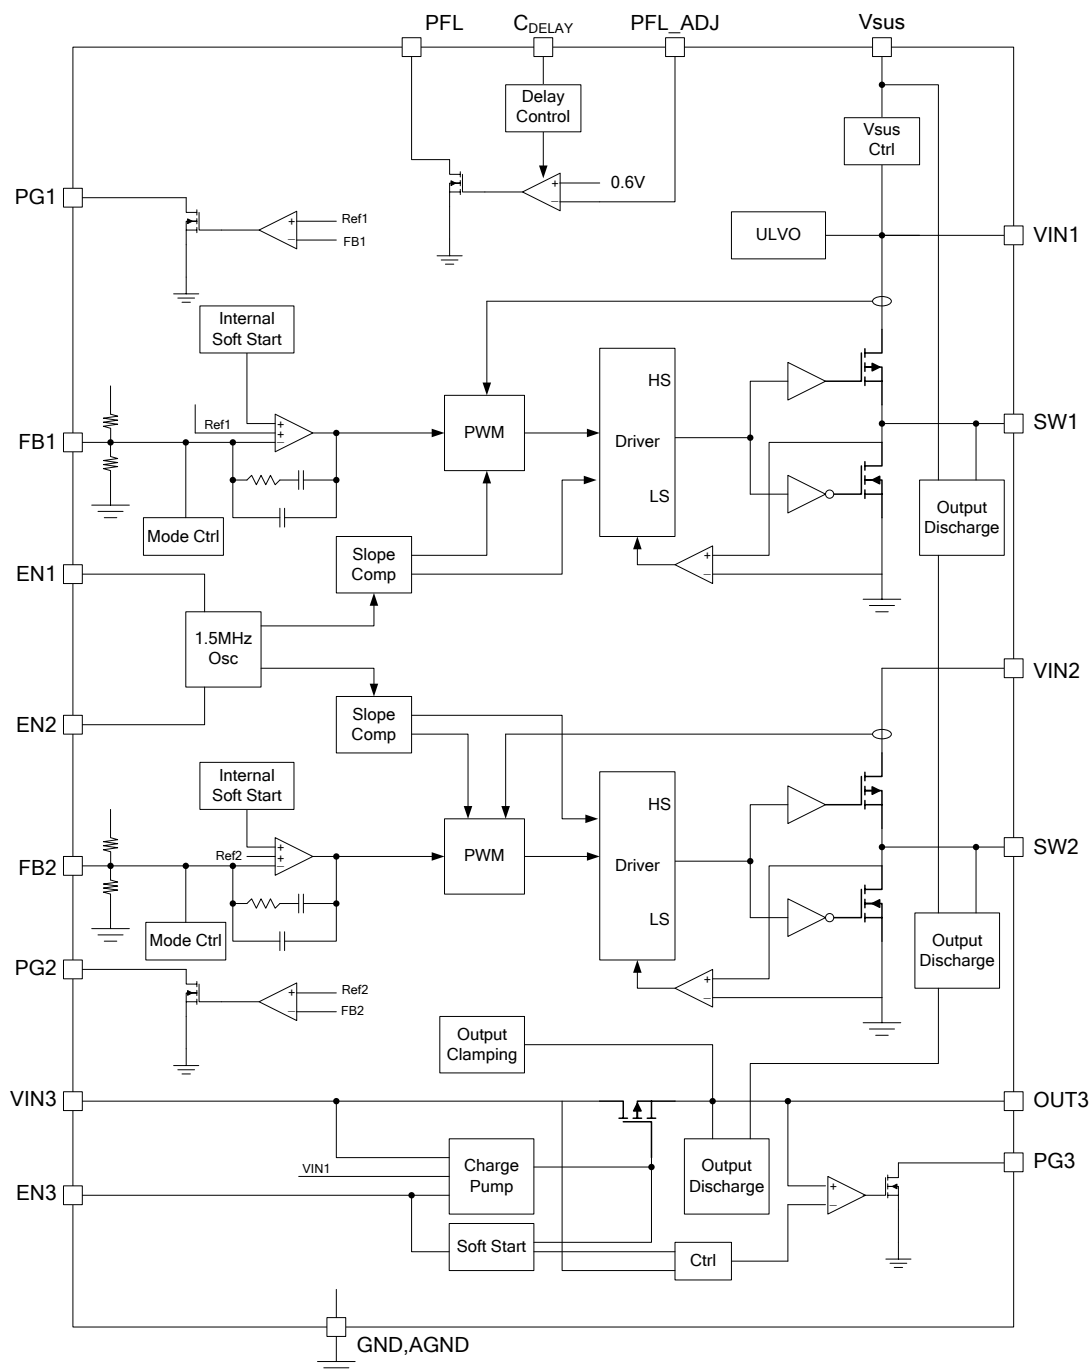 PFL
CDELAY
PFL_ADJ
Vsus
Delay
Control
Vsus
Ctrl
0.6V
PG1
Ref1
FB1
ULVO
VIN1
Internal
Soft Start
HS
Ref1
FB1
PWM
Driver
SW1
LS
Output
Discharge
Mode Ctrl
Slope
Comp
EN1
1.5MHz
Osc
VIN2
EN2
Slope
Comp
Internal
Soft Start
HS
Ref2
FB2
PWM
Driver
SW2
LS
Mode Ctrl
Output
Discharge
PG2
Ref2
FB2
Output
Clamping
VIN3
OUT3
VIN1
Charge
Pump
Output
Discharge
PG3
EN3
Soft Start
Ctrl
GND,AGND